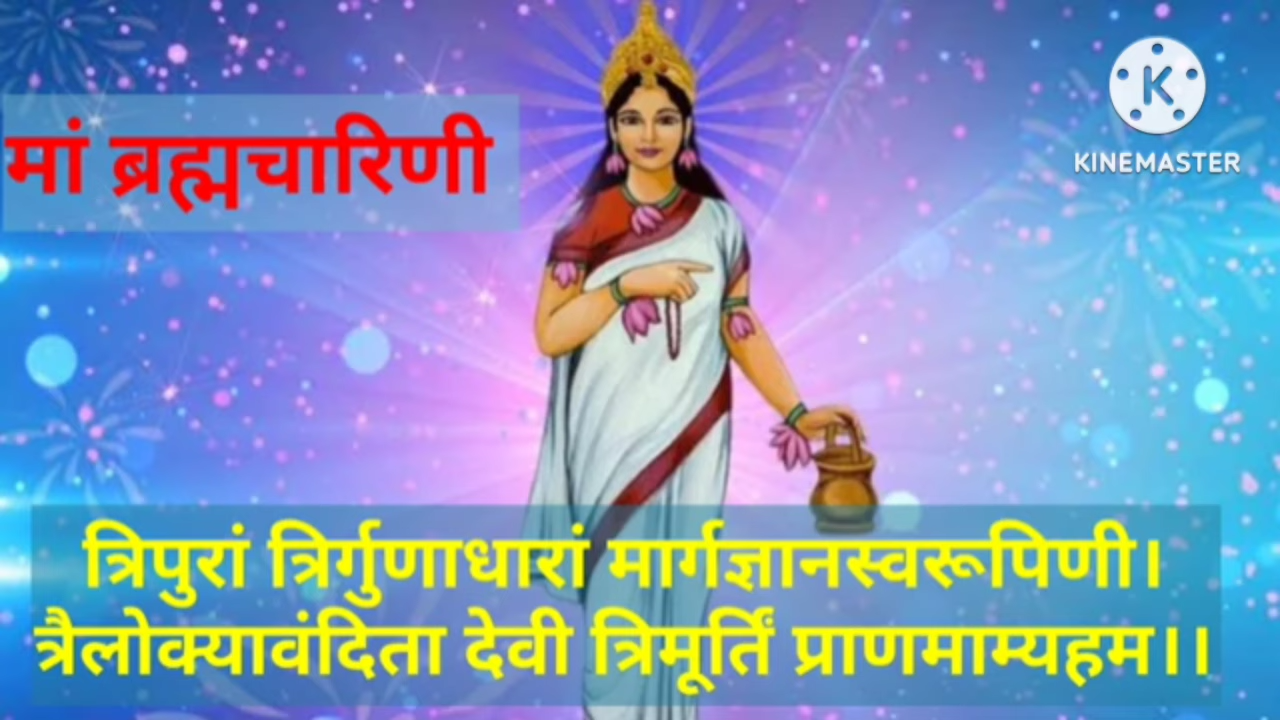 मां ब्रह्मचारिणी
K
KINEMASTER
त्रिपुरां त्रिर्गुणाधारां मार्गज्ञानस्वरूपिणी।
त्रैलोक्यावंदिता देवी त्रिमूर्तिं प्राणमाम्यहम।।